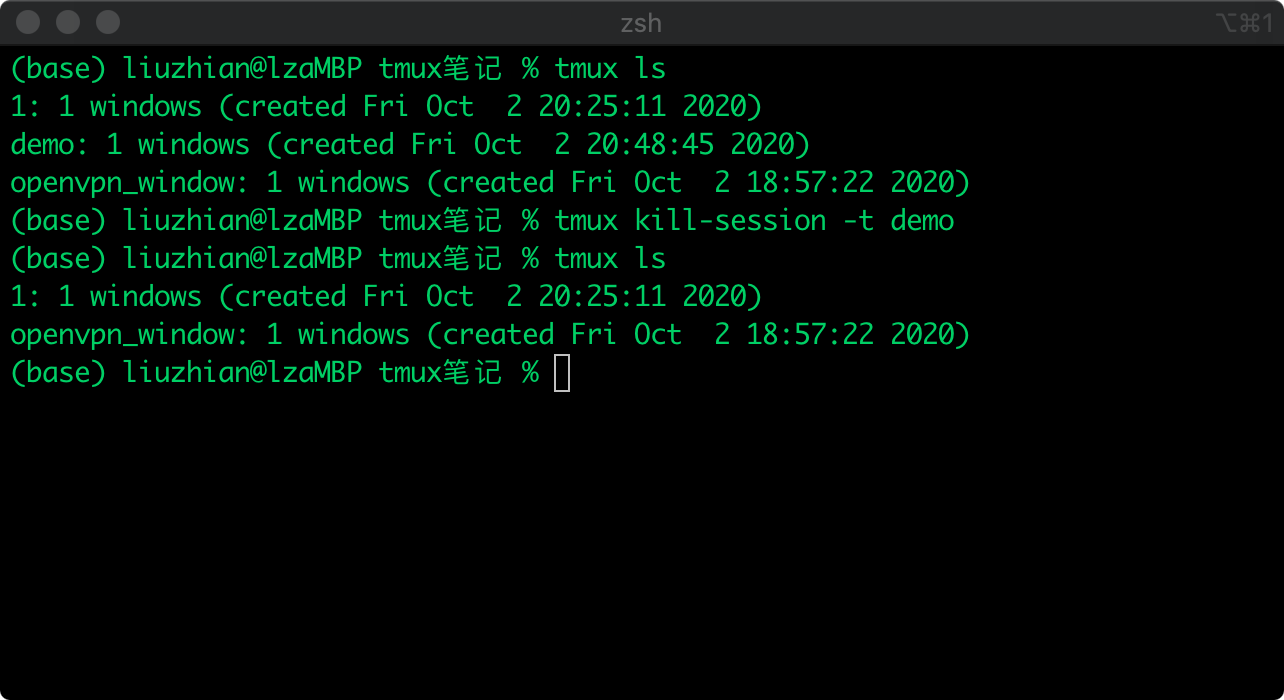 zsh
⌥⌘1
(base) liuzhian@lzaMBP tmux笔记 % tmux ls
1: 1 windows (created Fri Oct  2 20:25:11 2020)
demo: 1 windows (created Fri Oct  2 20:48:45 2020)
openvpn_window: 1 windows (created Fri Oct  2 18:57:22 2020)
(base) liuzhian@lzaMBP tmux笔记 % tmux kill-session -t demo
(base) liuzhian@lzaMBP tmux笔记 % tmux ls
1: 1 windows (created Fri Oct  2 20:25:11 2020)
openvpn_window: 1 windows (created Fri Oct  2 18:57:22 2020)
(base) liuzhian@lzaMBP tmux笔记 %